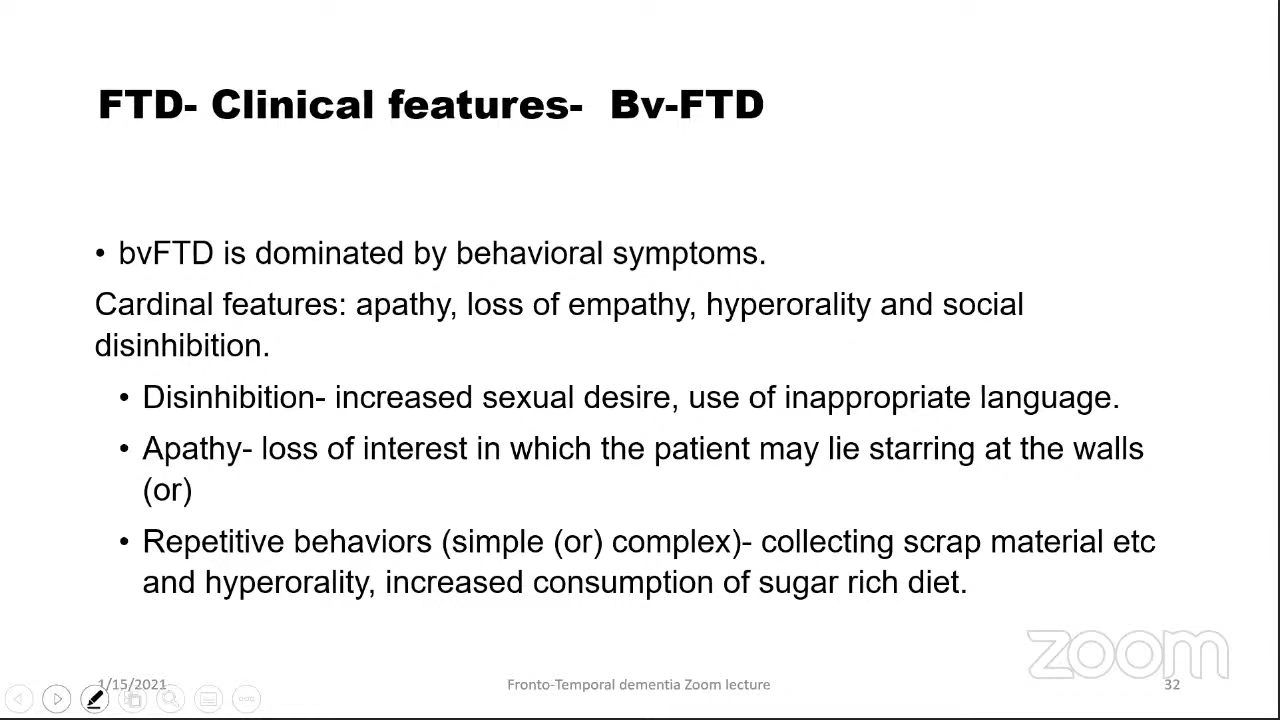 FTD- Clinical features- Bv-FTD
• bvFTD is dominated by behavioral symptoms.
Cardinal features: apathy, loss of empathy, hyperorality and social
disinhibition.
• Disinhibition- increased sexual desire, use of inappropriate language.
• Apathy- loss of interest in which the patient may lie starring at the walls
(or)
• Repetitive behaviors (simple (or) complex)- collecting scrap material etc
and hyperorality, increased consumption of sugar rich diet.
zoom
1/15/2021
Fronto-Temporal dementia Zoom lecture
32